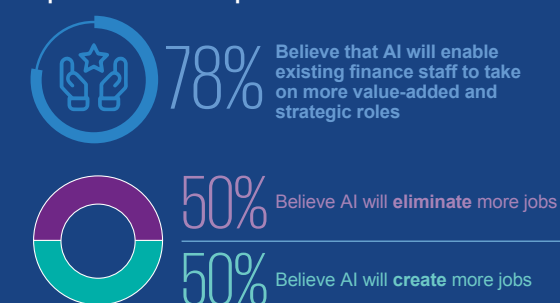 78%
Believe that AI will enable
existing finance staff to take
on more value-added and
strategic roles
50%
Believe AI will eliminate more jobs
50%
Believe AI will create more jobs